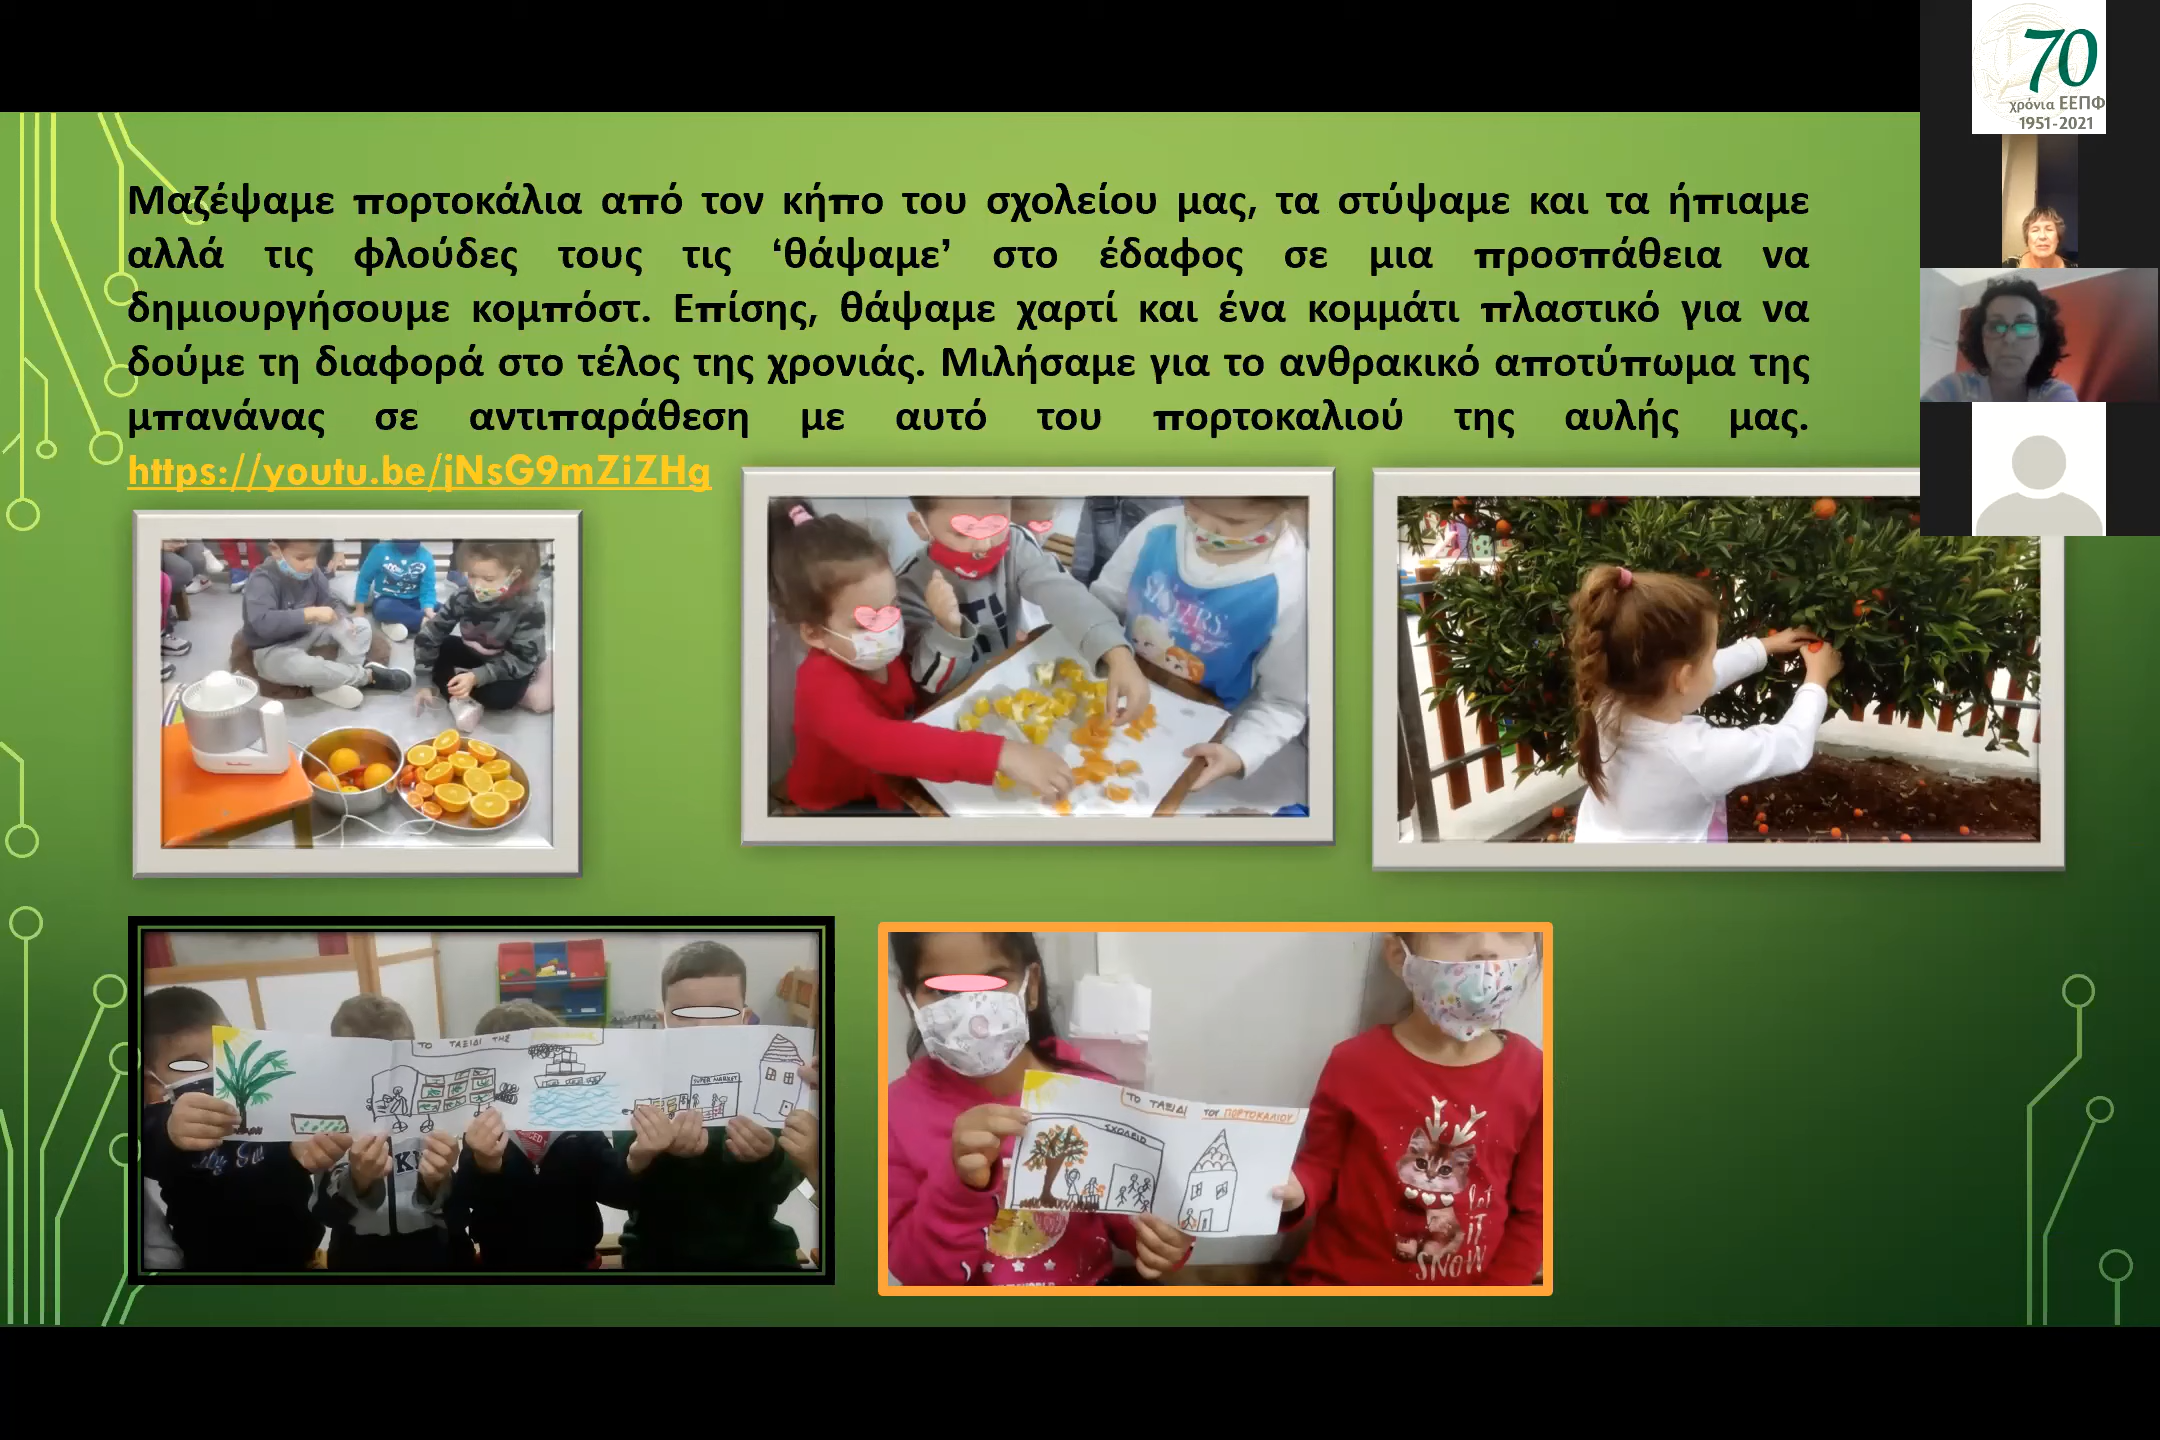 70
χρόνια ΕΕΠΦ
1951-2021
Μαζέψαμε πορτοκάλια από τον κήπο του σχολείου μας, τα στύψαμε και τα ήπιαμε
αλλά τις φλούδες τους τις ‘θάψαμε’ στο έδαφος σε μια προσπάθεια να
δημιουργήσουμε κομπόστ. Επίσης, θάψαμε χαρτί και ένα κομμάτι πλαστικό για να
δούμε τη διαφορά στο τέλος της χρονιάς. Μιλήσαμε για το ανθρακικό αποτύπωμα της
μπανάνας σε αντιπαράθεση με αυτό του πορτοκαλιού της αυλής μας.
https://youtu.be/jNsG9mZiZHg
SISTERS
ΤΟ ΤΑΞΙΔΙ ΤΗΣ
SUPER MARKET
ΤΟ ΤΑΞΙΔΙ ΤΟΥ ΠΟΡΤΟΚΑΛΙΟΥ
ΣΧΟΛΕΙΟ
let
iT
SNOW